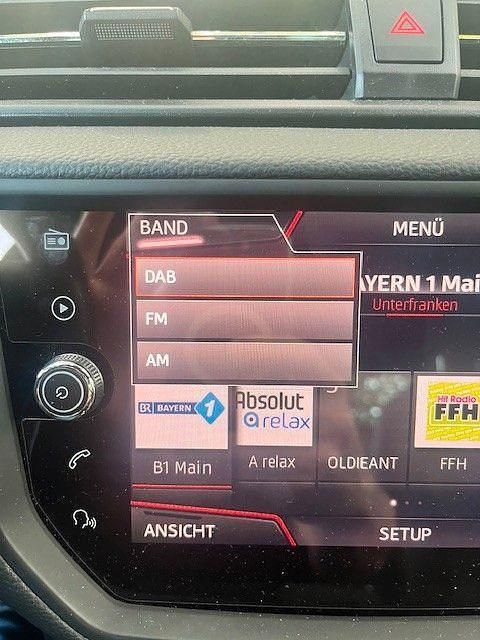 BAND
MENÜ
DAB
AYERN 1 Mai
Unterfranken
FM
AM
BR BAYERN 1
Absolut
relax
Hit Radio
FFH
B1 Main
A relax
OLDIEANT
FFH
ANSICHT
SETUP